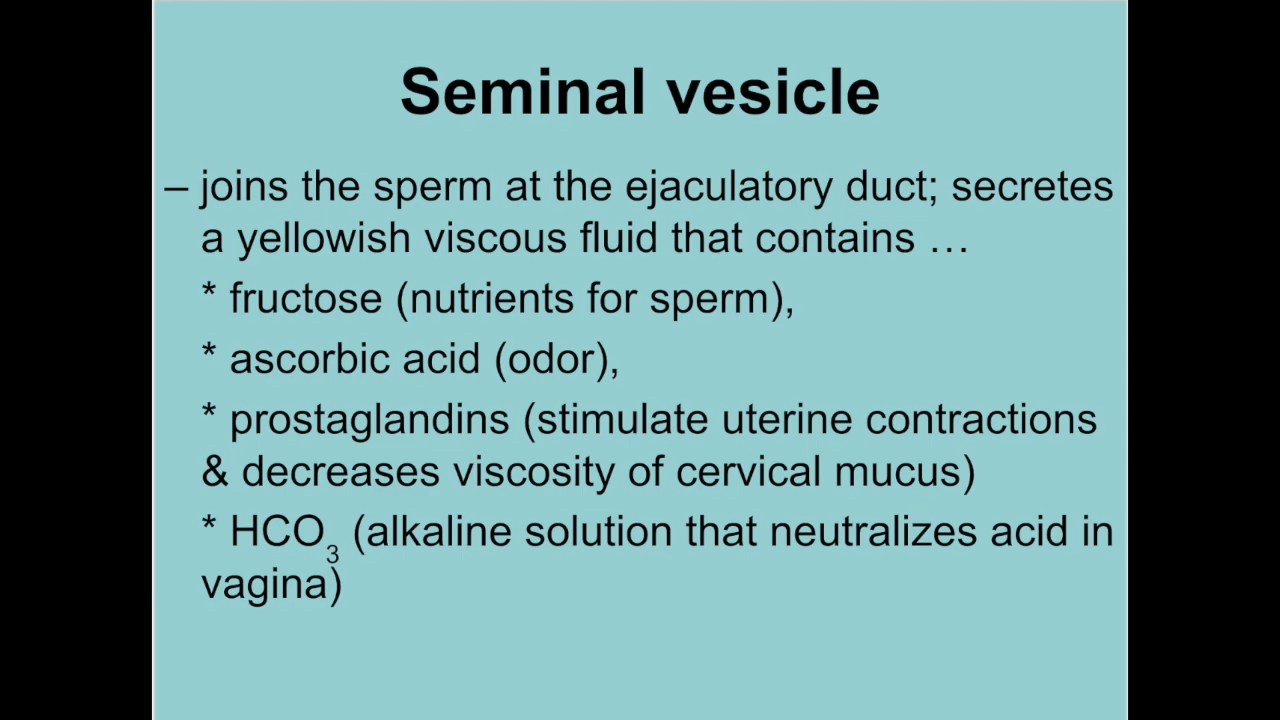 Seminal vesicle
– joins the sperm at the ejaculatory duct; secretes
a yellowish viscous fluid that contains …
* fructose (nutrients for sperm),
* ascorbic acid (odor),
* prostaglandins (stimulate uterine contractions
& decreases viscosity of cervical mucus)
* HCO₃ (alkaline solution that neutralizes acid in
vagina)